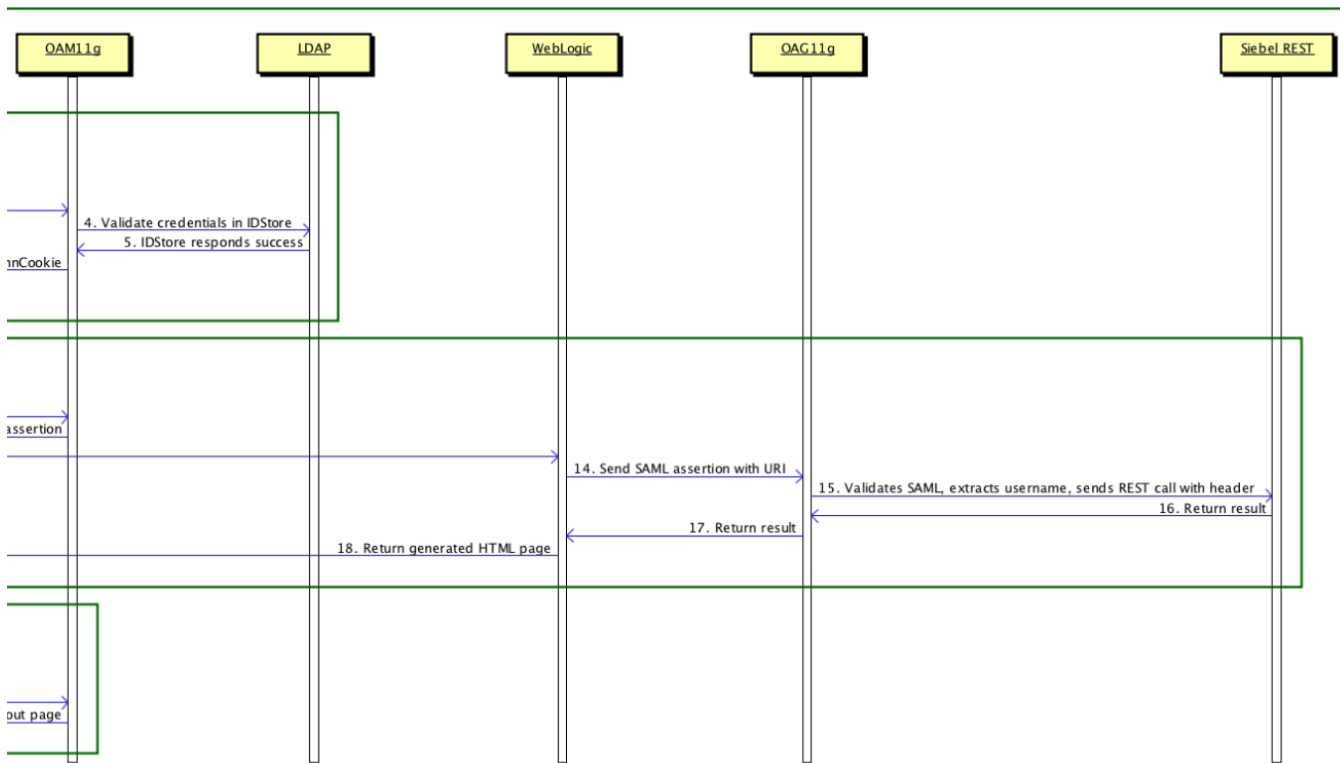 OAM11g
LDAP
WebLogic
OAG11g
Siebel REST
4. Validate credentials in IDStore
5. IDStore responds success
nnCookie
assertion
14. Send SAML assertion with URI
15. Validates SAML, extracts username, sends REST call with header
16. Return result
17. Return result
18. Return generated HTML page
out page